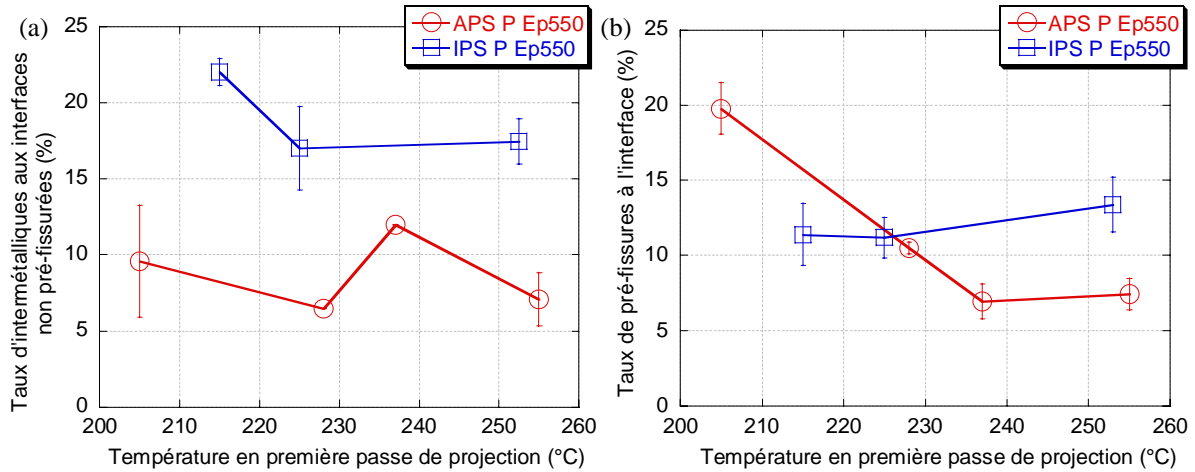 (a)
APS P Ep550
IPS P Ep550
Taux d'intermétalliques aux interfaces
non pré-fissurées (%)
25
20
15
10
5
0
200 210 220 230 240 250 260
Température en première passe de projection (°C)
(b)
APS P Ep550
IPS P Ep550
Taux de pré-fissures à l'interface (%)
25
20
15
10
5
0
200 210 220 230 240 250 260
Température en première passe de projection (°C)